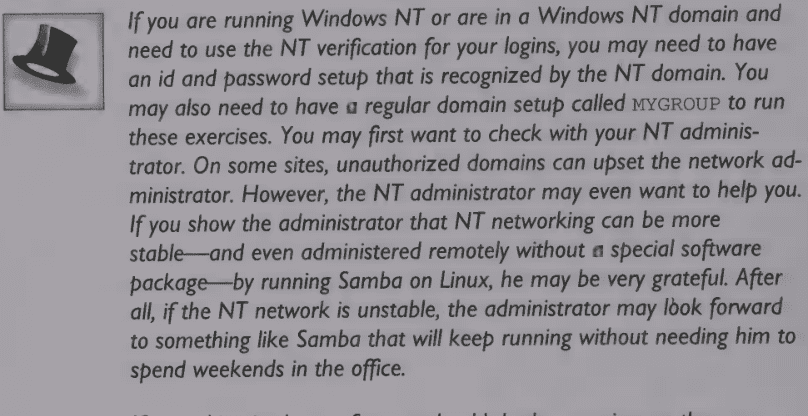 If you are running Windows NT or are in a Windows NT domain and
need to use the NT verification for your logins, you may need to have
an id and password setup that is recognized by the NT domain. You
may also need to have a regular domain setup called MYGROUP to run
these exercises. You may first want to check with your NT adminis-
trator. On some sites, unauthorized domains can upset the network ad-
ministrator. However, the NT administrator may even want to help you.
If you show the administrator that NT networking can be more
stable—and even administered remotely without a special software
package—by running Samba on Linux, he may be very grateful. After
all, if the NT network is unstable, the administrator may look forward
to something like Samba that will keep running without needing him to
spend weekends in the office.